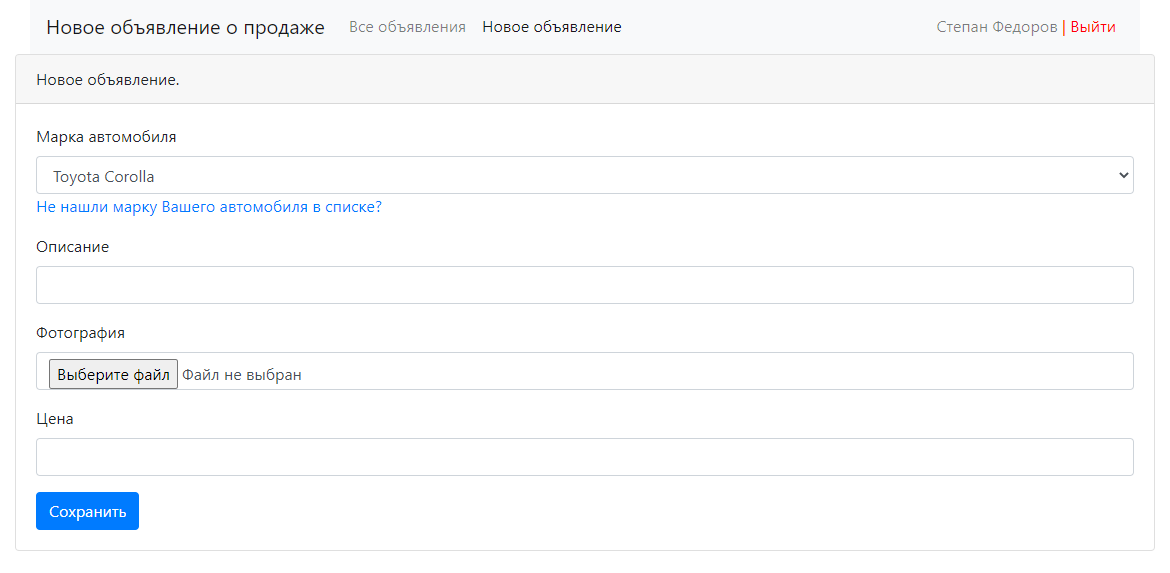 Новое объявление о продаже Все объявления Новое объявление Степан Федоров | Выйти
Новое объявление.
Марка автомобиля
Toyota Corolla
Не нашли марку Вашего автомобиля в списке?
Описание
Фотография
Выберите файл Файл не выбран
Цена
Сохранить